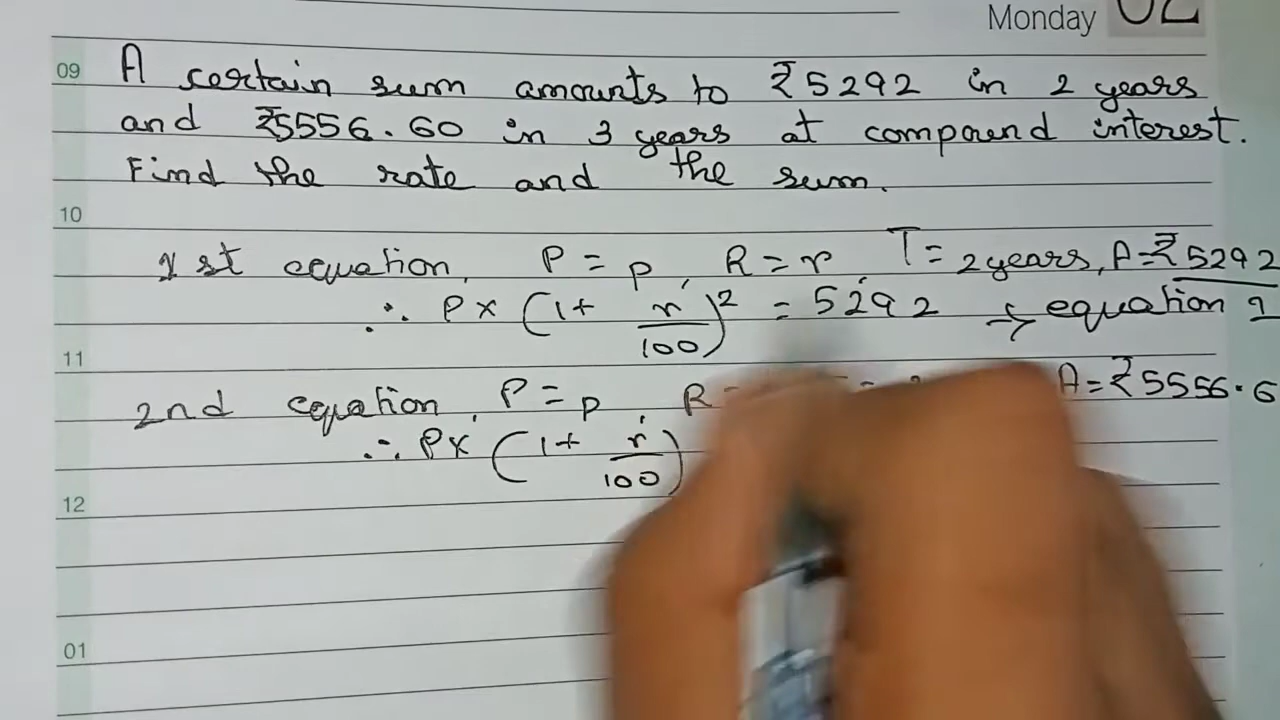 Monday 02
09 A certain sum amounts to ₹5292 in 2 years
and ₹5556.60 in 3 years at compound interest.
Find the rate and the sum.
10
1st equation, P = p, R = r, T = 2 years, A = ₹5292
∴ P x (1 + r/100)² = 5292 → equation 1
11
2nd equation, P = p, R = A = ₹5556.6
∴ P x (1 + r/100)
12
01